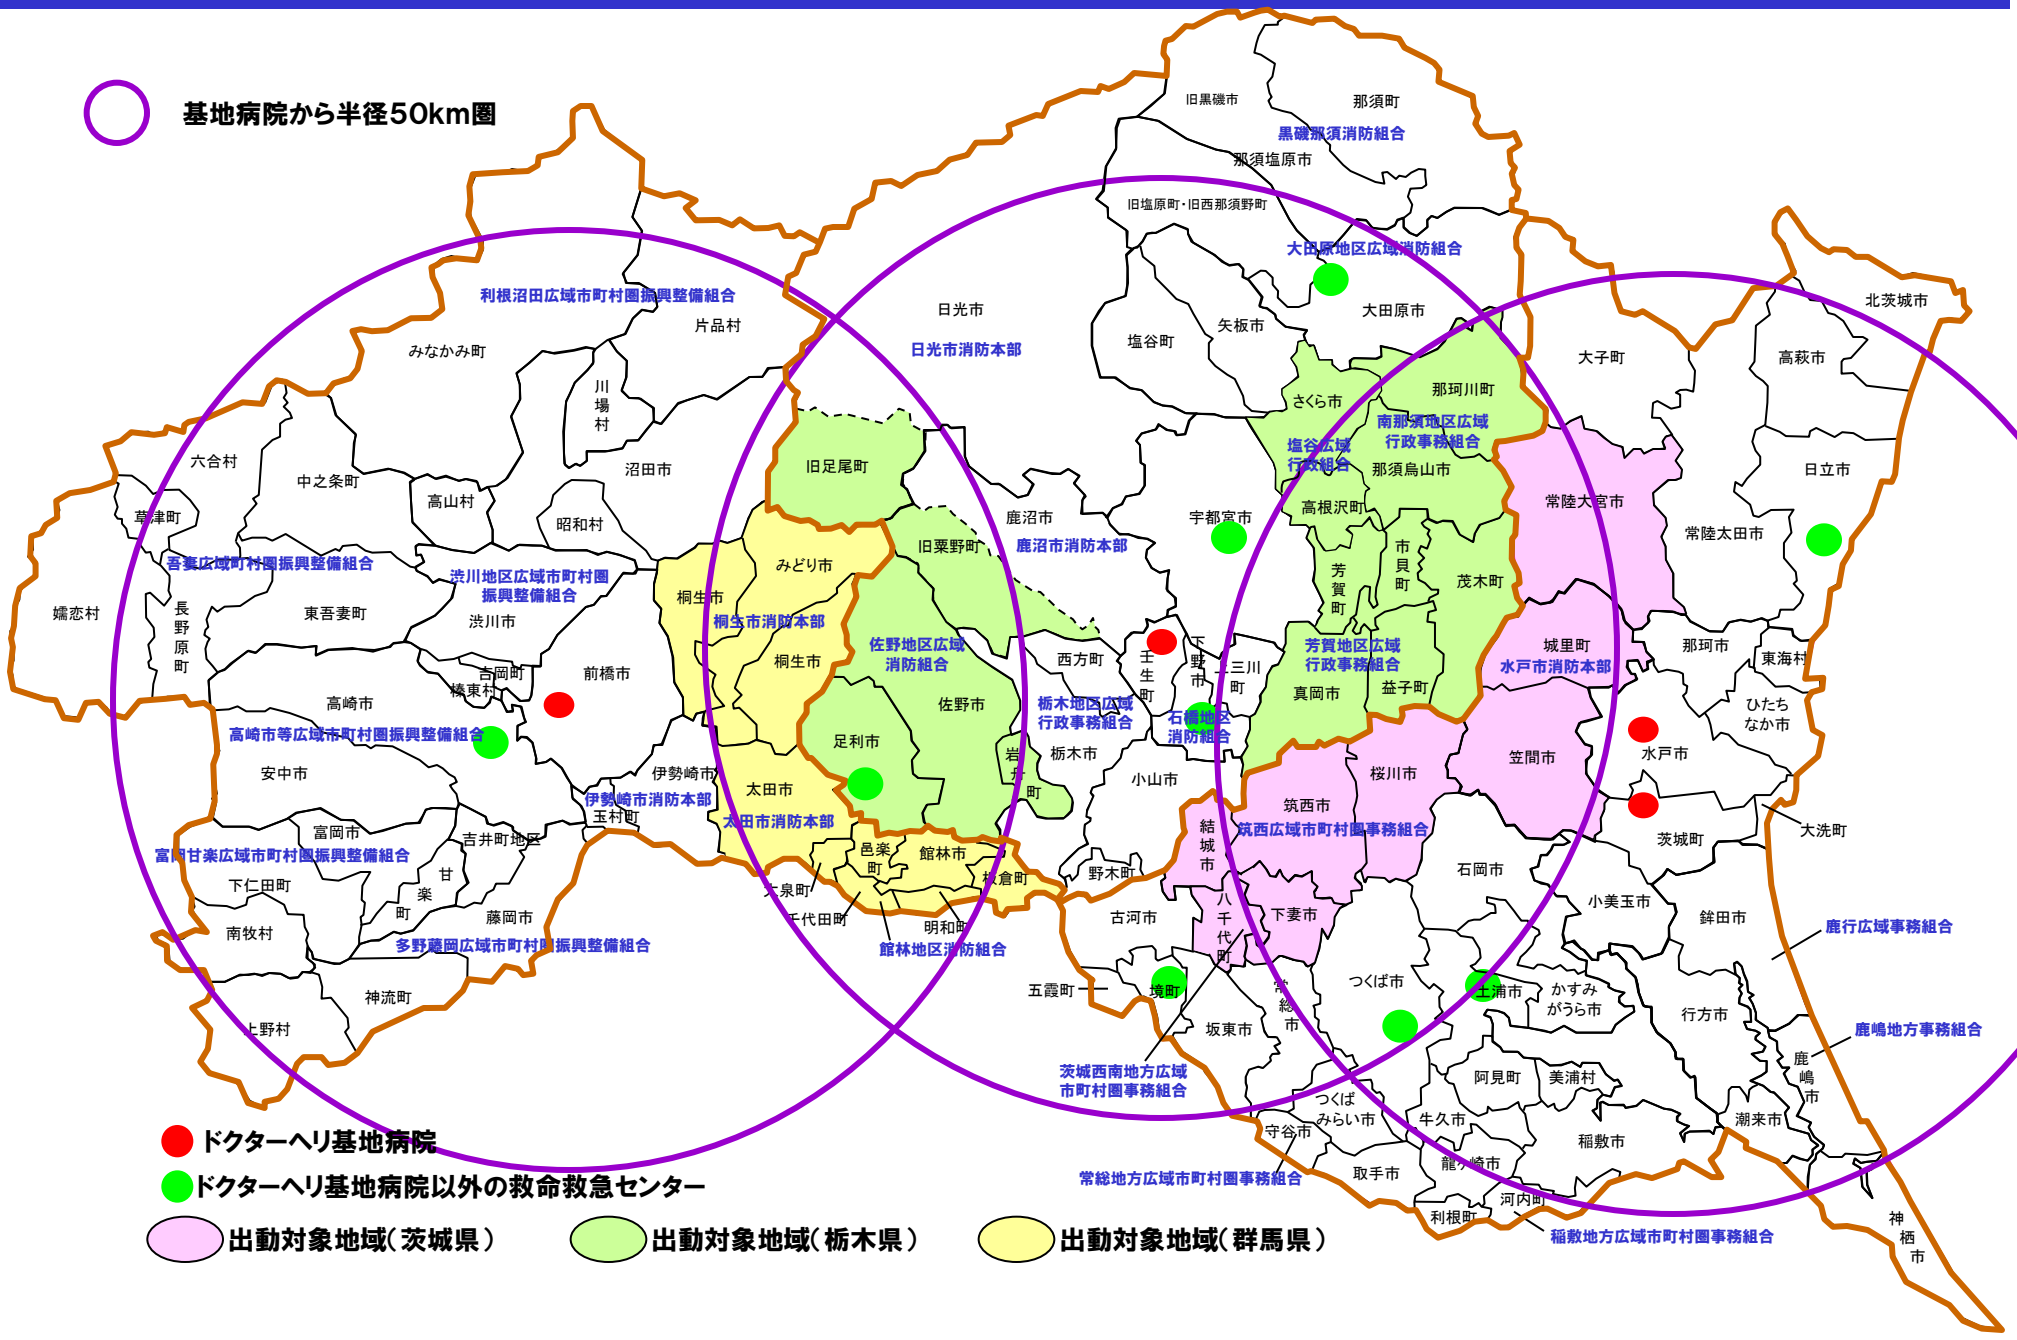 基地病院から半径50km圏
旧黒磯市
那須町
黒磯那須消防組合
那須塩原市
旧塩原町・旧西那須野町
大田原地区広域消防組合
利根沼田広域市町村圏振興整備組合
片品村
みなかみ町
日光市
日光市消防本部
塩谷町
矢板市
大田原市
北茨城市
大子町
高萩市
川場村
さくら市
那珂川町
南那須地区広域
行政事務組合
塩谷広域
行政組合
那須烏山市
六合村
中之条町
沼田市
旧足尾町
日立市
草津町
高山村
昭和村
鹿沼市
鹿沼市消防本部
宇都宮市
高根沢町
常陸大宮市
常陸太田市
旧粟野町
市貝町
芳賀町
茂木町
吾妻広域町村圏振興整備組合
渋川地区広域市町村圏
振興整備組合
みどり市
桐生市
桐生市消防本部
桐生市
嬬恋村
長野原町
東吾妻町
渋川市
佐野地区広域
消防組合
西方町
壬生町
下野市
上三川町
芳賀地区広域
行政事務組合
城里町
水戸市消防本部
那珂市
東海村
吉岡町
榛東村
前橋市
高崎市
高崎市等広域市町村圏振興整備組合
佐野市
栃木地区広域
行政事務組合
石橋地区
消防組合
真岡市
益子町
ひたち
なか市
足利市
岩舟町
栃木市
小山市
桜川市
笠間市
水戸市
安中市
伊勢崎市
伊勢崎市消防本部
玉村町
太田市
太田市消防本部
筑西市
筑西広域市町村圏事務組合
結城市
茨城町
大洗町
富岡市
富岡甘楽広域市町村圏振興整備組合
吉井町地区
甘楽町
下仁田町
邑楽町
館林市
板倉町
野木町
石岡市
大泉町
千代田町
明和町
館林地区消防組合
南牧村
藤岡市
多野藤岡広域市町村圏振興整備組合
古河市
八千代町
下妻市
小美玉市
鉾田市
鹿行広域事務組合
神流町
上野村
五霞町
境町
常総市
つくば市
土浦市
かすみ
がうら市
行方市
坂東市
鹿嶋地方事務組合
鹿嶋市
茨城西南地方広域
市町村圏事務組合
阿見町
美浦村
つくば
みらい市
牛久市
守谷市
稲敷市
潮来市
常総地方広域市町村圏事務組合
取手市
龍ヶ崎市
河内町
利根町
稲敷地方広域市町村圏事務組合
神栖市
ドクターヘリ基地病院
ドクターヘリ基地病院以外の救命救急センター
出動対象地域（茨城県）
出動対象地域（栃木県）
出動対象地域（群馬県）